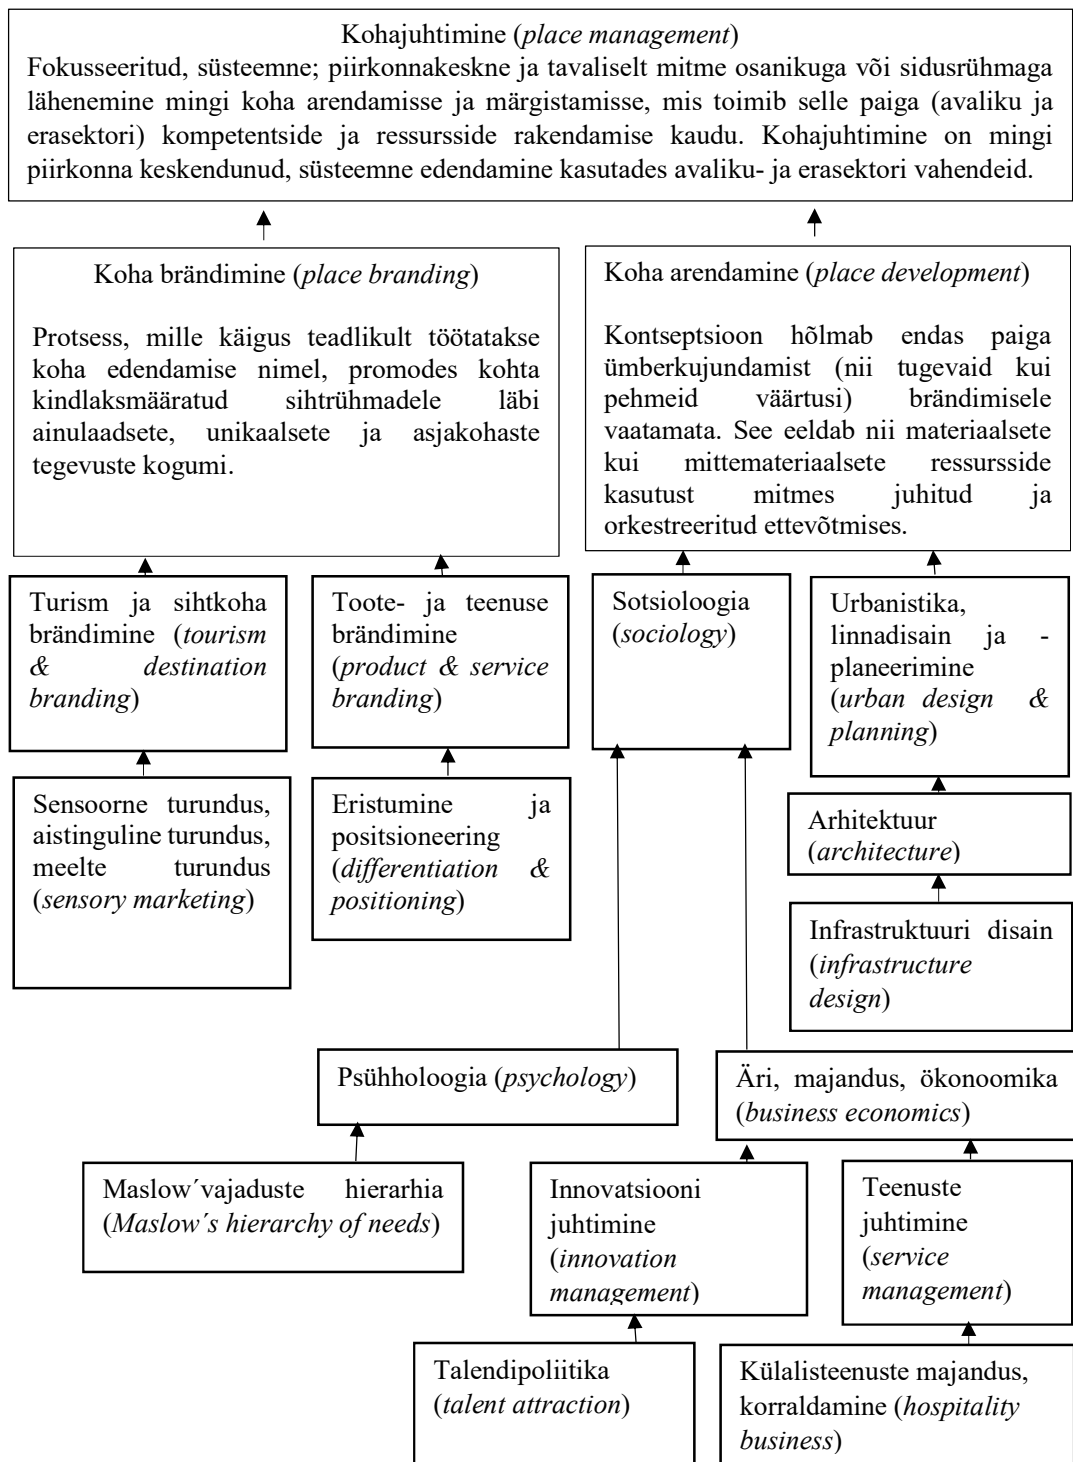 Kohajuhtimine (place management)
Fokusseeritud, süsteemne; piirkonnakeskne ja tavaliselt mitme osanikuga või sidusrühmaga
lähenemine mingi koha arendamisse ja märgistamisse, mis toimib selle paiga (avaliku ja
erasektori) kompetentside ja ressursside rakendamise kaudu. Kohajuhtimine on mingi
piirkonna keskendunud, süsteemne edendamine kasutades avaliku- ja erasektori vahendeid.
Koha brändimine (place branding)
Protsess, mille käigus teadlikult töötatakse
koha edendamise nimel, promodes kohta
kindlaksmääratud sihtrühmadele läbi
ainulaadsete, unikaalsete ja asjakohaste
tegevuste kogumi.
Koha arendamine (place development)
Kontseptsioon hõlmab endas paiga
ümberkujundamist (nii tugevaid kui
pehmeid väärtusi) brändimisele
vaatamata. See eeldab nii materiaalsete
kui mittemateriaalsete ressursside
kasutust mitmes juhitud ja
orkestreeritud ettevõtmises.
Turism ja sihtkoha
brändimine (tourism
& destination
branding)
Toote- ja teenuse
brändimine
(product & service
branding)
Sotsioloogia
(sociology)
Urbanistika,
linnadisain ja -
planeerimine
(urban design &
planning)
Sensoorne turundus,
aistinguline turundus,
meelte turundus
(sensory marketing)
Eristumine ja
positsioneering
(differentiation &
positioning)
Arhitektuur
(architecture)
Infrastruktuuri disain
(infrastructure
design)
Psühholoogia (psychology)
Äri, majandus, ökonoomika
(business economics)
Maslow´vajaduste hierarhia
(Maslow´s hierarchy of needs)
Innovatsiooni
juhtimine
(innovation
management)
Teenuste
juhtimine
(service
management)
Talendipoliitika
(talent attraction)
Külalisteenuste majandus,
korraldamine (hospitality
business)